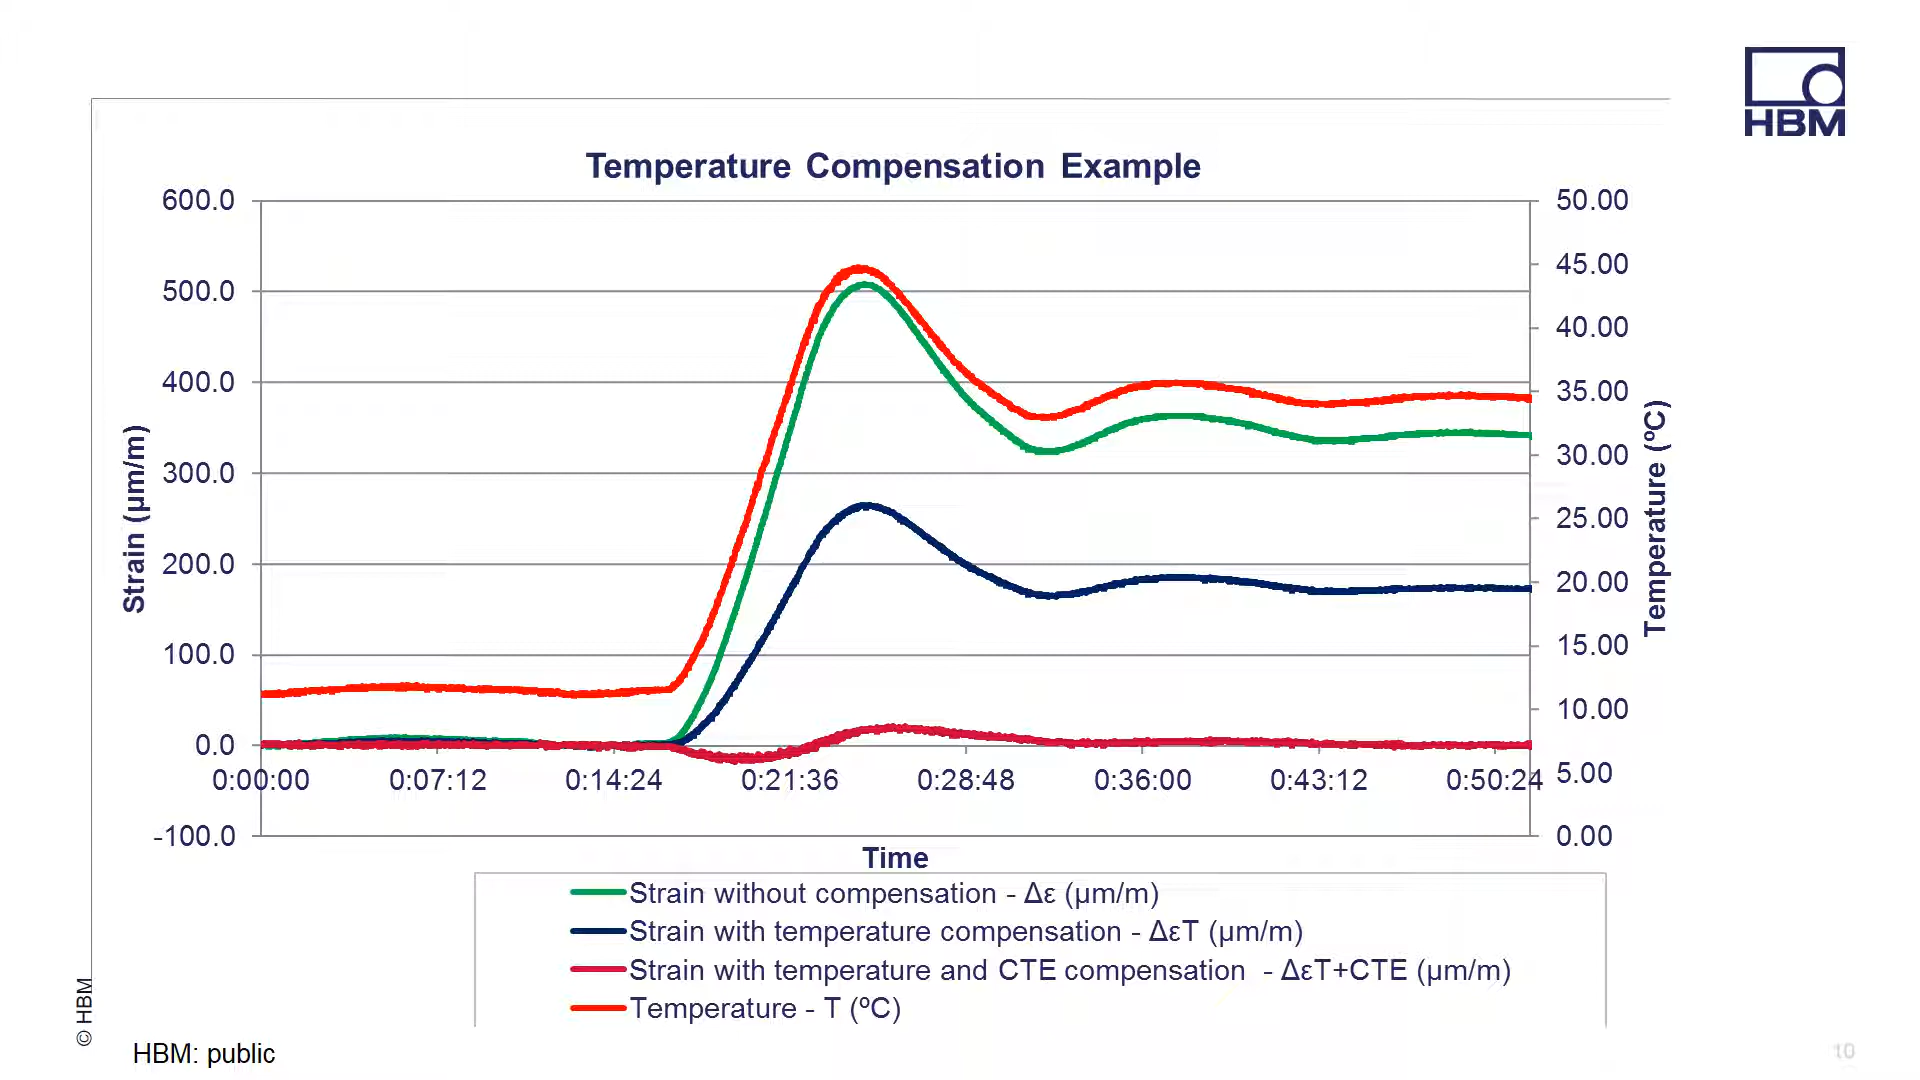 HBM
Temperature Compensation Example
600.0
500.0
400.0
300.0
200.0
100.0
0.0
-100.0
Strain (µm/m)
50.00
45.00
40.00
35.00
30.00
25.00
20.00
15.00
10.00
5.00
0.00
Temperature (ºC)
0:00:00 0:07:12 0:14:24 0:21:36 0:28:48 0:36:00 0:43:12 0:50:24
Time
Strain without compensation - Δε (µm/m)
Strain with temperature compensation - ΔεT (µm/m)
Strain with temperature and CTE compensation - ΔεT+CTE (µm/m)
Temperature - T (ºC)
© HBM
HBM: public
10